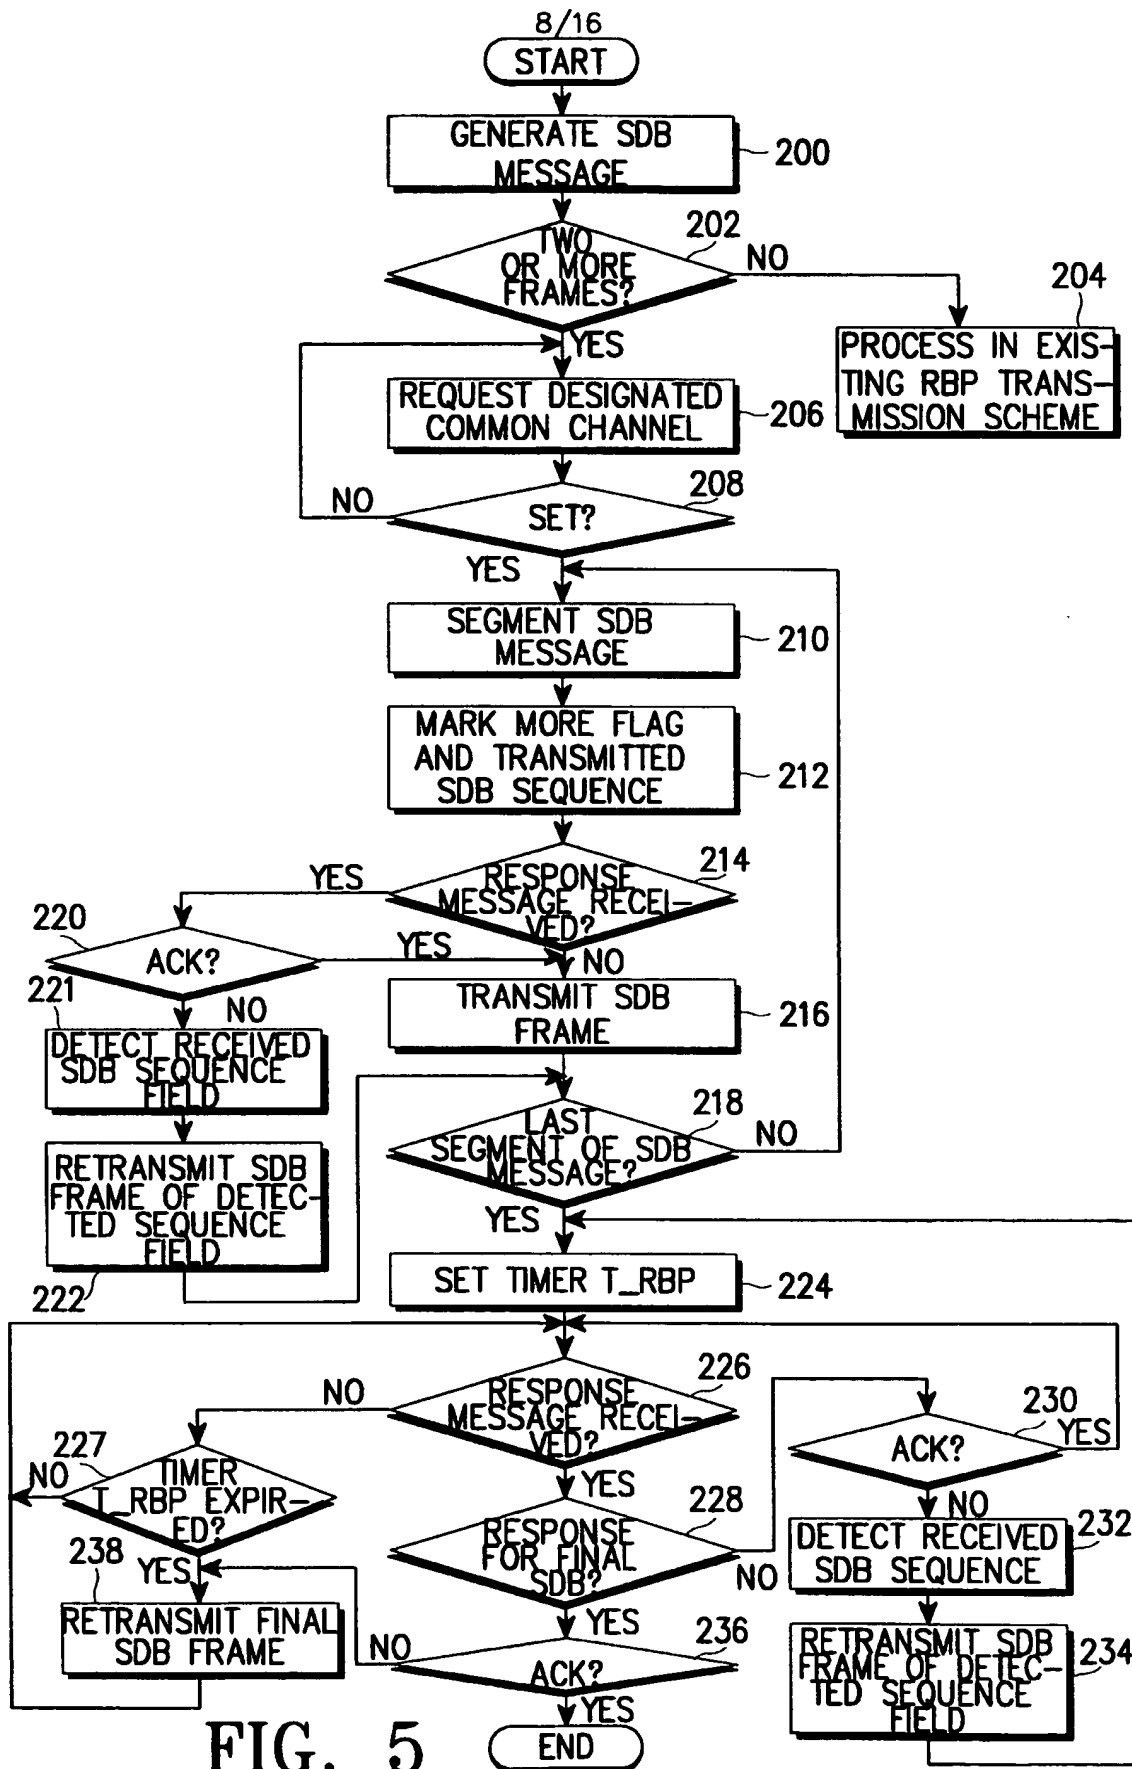 8/16
START
GENERATE SDB
MESSAGE
200
TWO
OR MORE
FRAMES?
202
NO
204
PROCESS IN EXIS-
TING RBP TRANS-
MISSION SCHEME
YES
REQUEST DESIGNATED
COMMON CHANNEL
206
NO
SET?
208
YES
SEGMENT SDB
MESSAGE
210
MARK MORE FLAG
AND TRANSMITTED
SDB SEQUENCE
212
YES
RESPONSE
MESSAGE RECEI-
VED?
214
220
ACK?
YES
NO
221
NO
TRANSMIT SDB
FRAME
216
DETECT RECEIVED
SDB SEQUENCE
FIELD
LAST
SEGMENT OF SDB
MESSAGE?
218
NO
RETRANSMIT SDB
FRAME OF DETEC-
TED SEQUENCE
FIELD
222
YES
SET TIMER T_RBP
224
NO
RESPONSE
MESSAGE RECEI-
VED?
226
230
ACK?
YES
227
NO
TIMER
T_RBP EXPIR-
ED?
YES
228
NO
RESPONSE
FOR FINAL
SDB?
NO
DETECT RECEIVED
SDB SEQUENCE
232
238
YES
RETRANSMIT FINAL
SDB FRAME
NO
YES
236
ACK?
RETRANSMIT SDB
FRAME OF DETEC-
TED SEQUENCE
FIELD
234
YES
END
FIG. 5